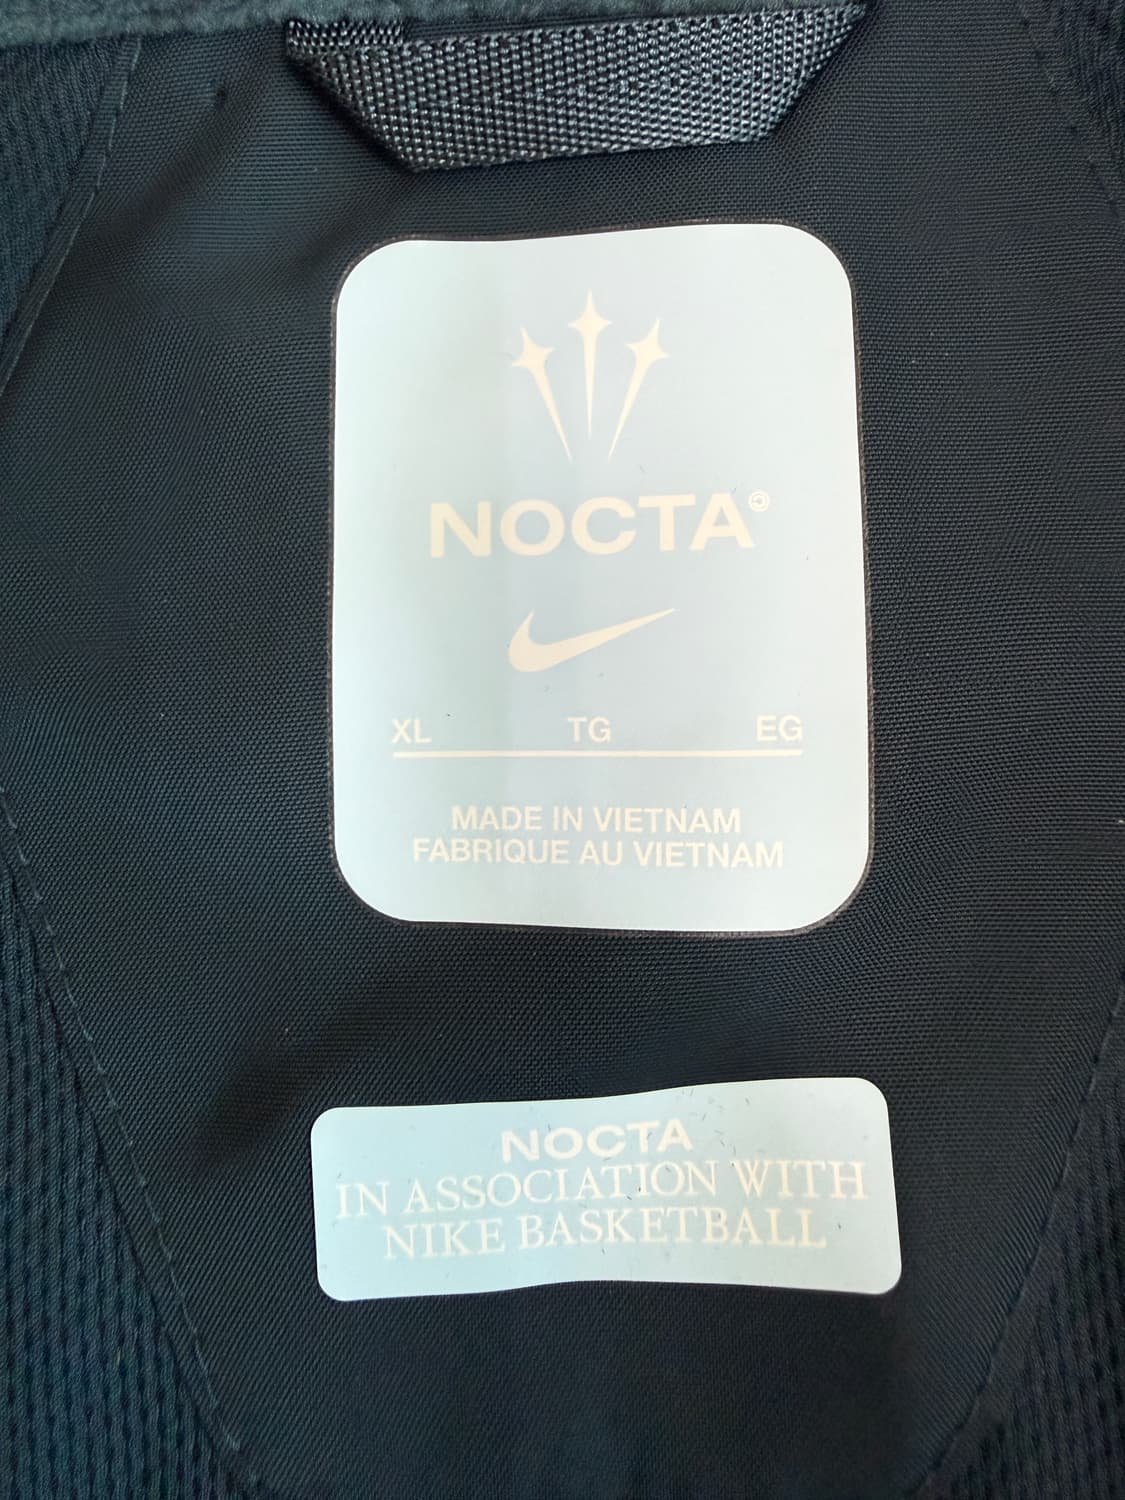 NOCTA©
XL TG EG
MADE IN VIETNAM
FABRIQUE AU VIETNAM
NOCTA
IN ASSOCIATION WITH
NIKE BASKETBALL